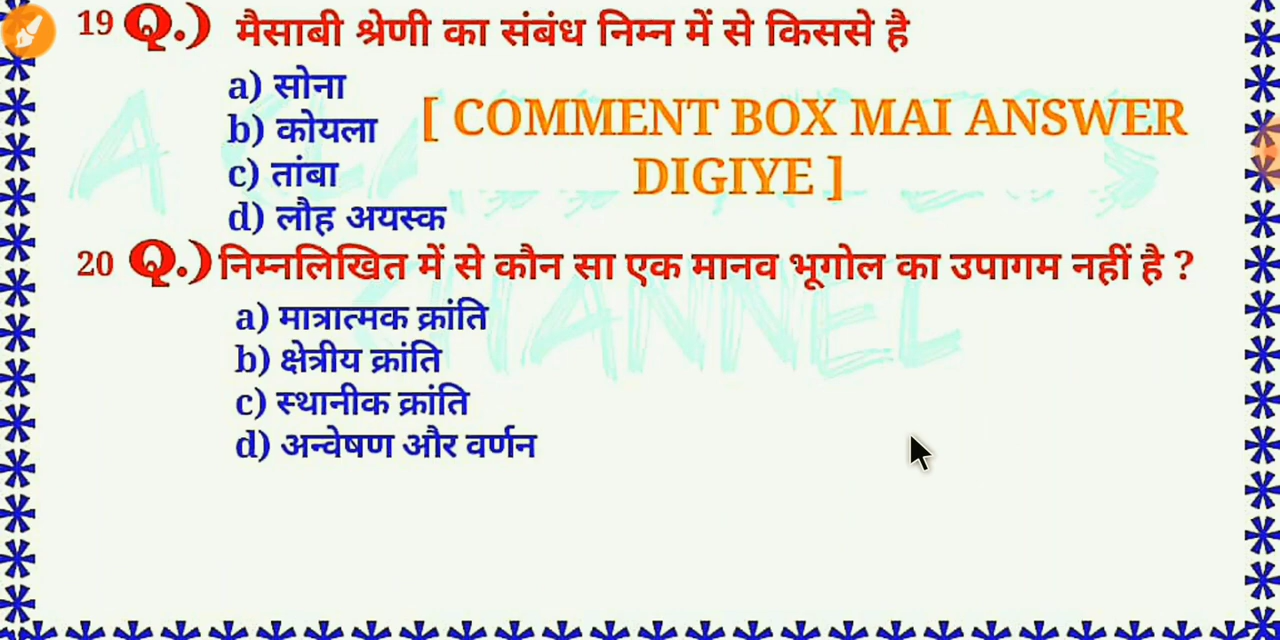 19 Q.) मैसाबी श्रेणी का संबंध निम्न में से किससे है
a) सोना
b) कोयला
c) तांबा
d) लौह अयस्क
[ COMMENT BOX MAI ANSWER
DIGIYE ]
20 Q.) निम्नलिखित में से कौन सा एक मानव भूगोल का उपागम नहीं है ?
a) मात्रात्मक क्रांति
b) क्षेत्रीय क्रांति
c) स्थानीक क्रांति
d) अन्वेषण और वर्णन
CHANNEL